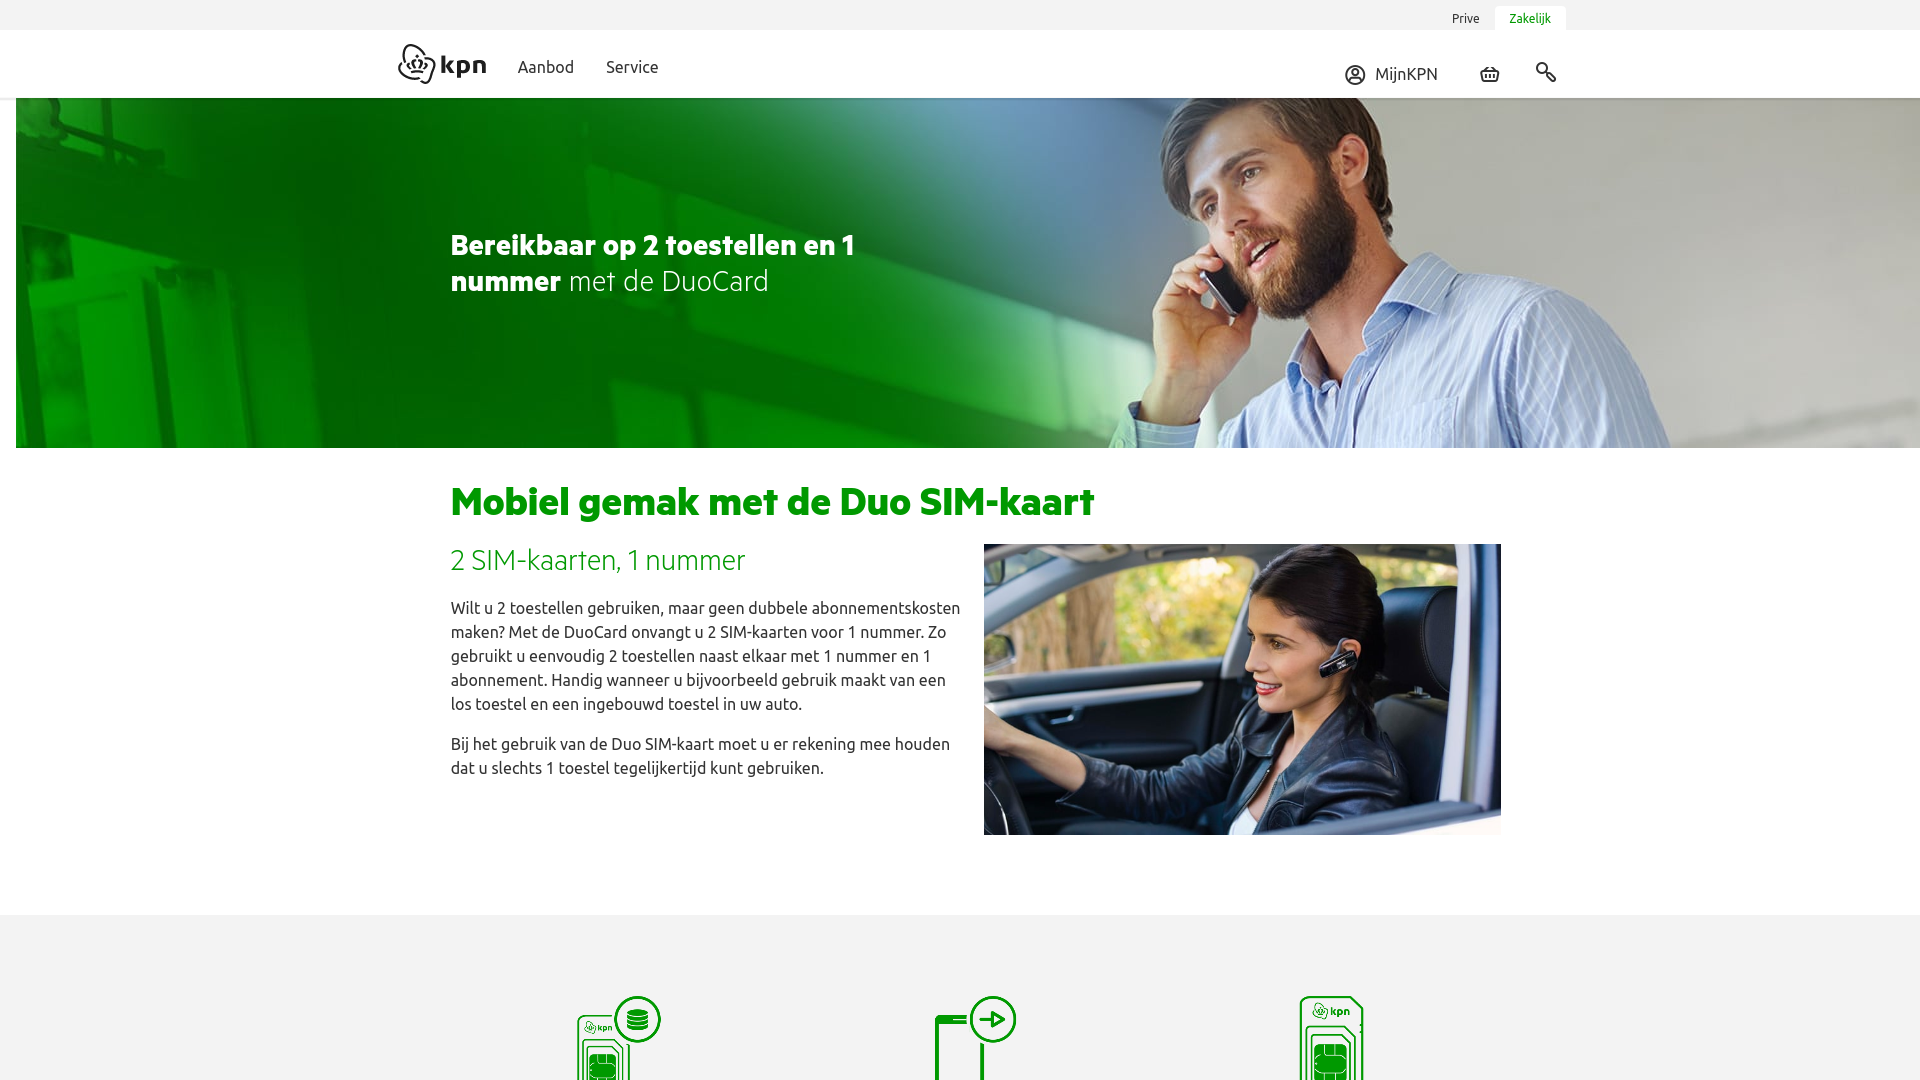 Prive
Zakelijk
kpn
Aanbod
Service
MijnKPN
Bereikbaar op 2 toestellen en 1
nummer met de DuoCard
Mobiel gemak met de Duo SIM-kaart
2 SIM-kaarten, 1 nummer
Wilt u 2 toestellen gebruiken, maar geen dubbele abonnementskosten
maken? Met de DuoCard onvangt u 2 SIM-kaarten voor 1 nummer. Zo
gebruikt u eenvoudig 2 toestellen naast elkaar met 1 nummer en 1
abonnement. Handig wanneer u bijvoorbeeld gebruik maakt van een
los toestel en een ingebouwd toestel in uw auto.
Bij het gebruik van de Duo SIM-kaart moet u er rekening mee houden
dat u slechts 1 toestel tegelijkertijd kunt gebruiken.
kpn
kpn